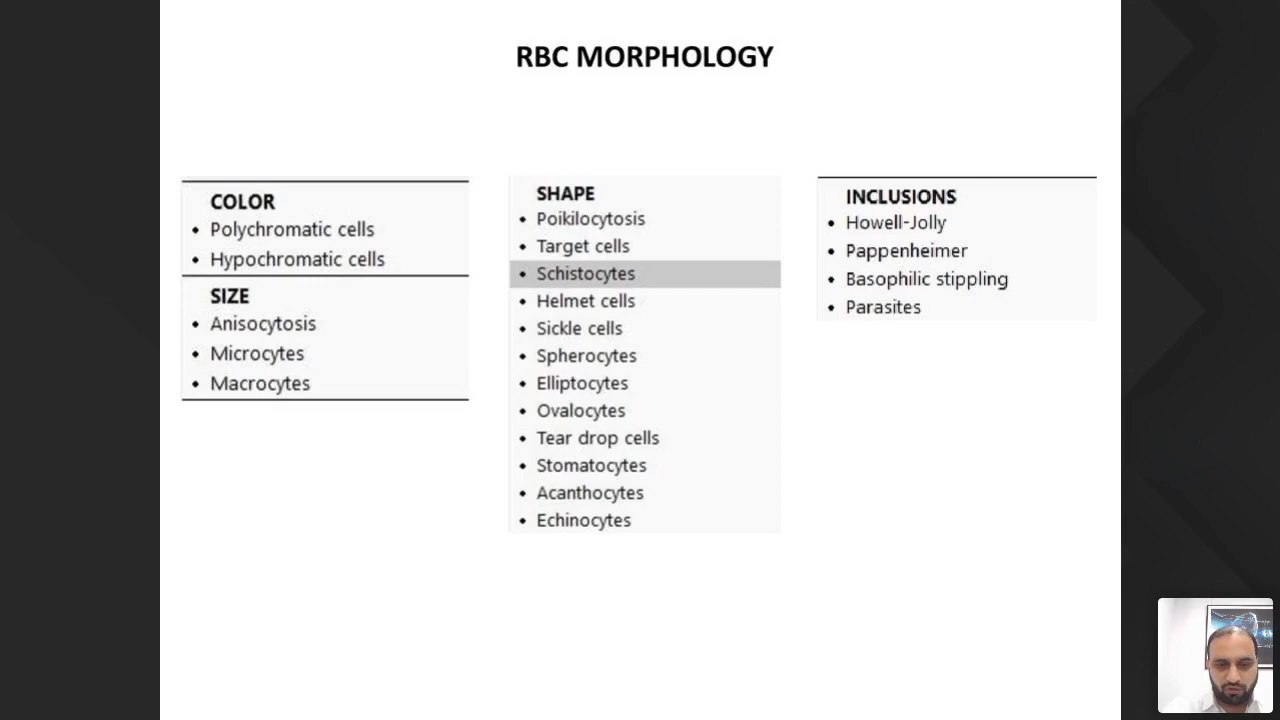 RBC MORPHOLOGY
COLOR
• Polychromatic cells
• Hypochromatic cells
SIZE
• Anisocytosis
• Microcytes
• Macrocytes
SHAPE
• Poikilocytosis
• Target cells
• Schistocytes
• Helmet cells
• Sickle cells
• Spherocytes
• Elliptocytes
• Ovalocytes
• Tear drop cells
• Stomatocytes
• Acanthocytes
• Echinocytes
INCLUSIONS
• Howell-Jolly
• Pappenheimer
• Basophilic stippling
• Parasites